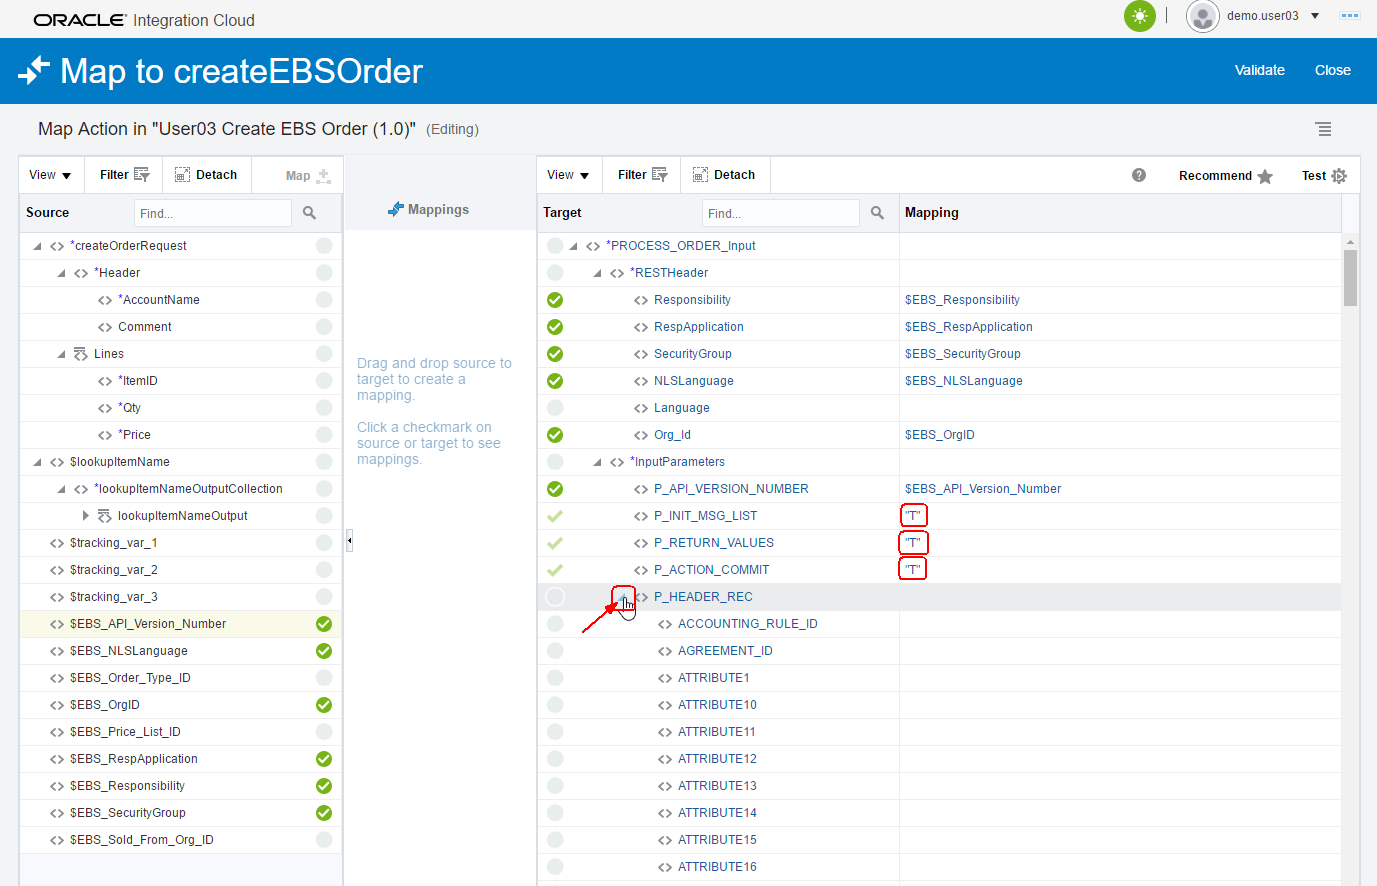 ORACLE Integration Cloud
demo.user03
Map to createEBSOrder
Validate
Close
Map Action in "User03 Create EBS Order (1.0)" (Editing)
View
Filter
Detach
Map
Mappings
View
Filter
Detach
Recommend
Test
Source
Find...
Target
Find...
Mapping
*createOrderRequest
*Header
*AccountName
Comment
Lines
*ItemID
*Qty
*Price
$lookupItemName
*lookupItemNameOutputCollection
lookupItemNameOutput
$tracking_var_1
$tracking_var_2
$tracking_var_3
$EBS_API_Version_Number
$EBS_NLSLanguage
$EBS_Order_Type_ID
$EBS_OrgID
$EBS_Price_List_ID
$EBS_RespApplication
$EBS_Responsibility
$EBS_SecurityGroup
$EBS_Sold_From_Org_ID
Drag and drop source to
target to create a
mapping.
Click a checkmark on
source or target to see
mappings.
*PROCESS_ORDER_Input
*RESTHeader
Responsibility $EBS_Responsibility
RespApplication $EBS_RespApplication
SecurityGroup $EBS_SecurityGroup
NLSLanguage $EBS_NLSLanguage
Language
Org_Id $EBS_OrgID
*InputParameters
P_API_VERSION_NUMBER $EBS_API_Version_Number
P_INIT_MSG_LIST "T"
P_RETURN_VALUES "T"
P_ACTION_COMMIT "T"
P_HEADER_REC
ACCOUNTING_RULE_ID
AGREEMENT_ID
ATTRIBUTE1
ATTRIBUTE10
ATTRIBUTE11
ATTRIBUTE12
ATTRIBUTE13
ATTRIBUTE14
ATTRIBUTE15
ATTRIBUTE16